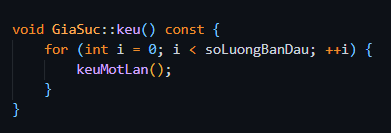 void GiaSuc::keu() const {
    for (int i = 0; i < soLuongBanDau; ++i) {
        keuMotLan();
    }
}